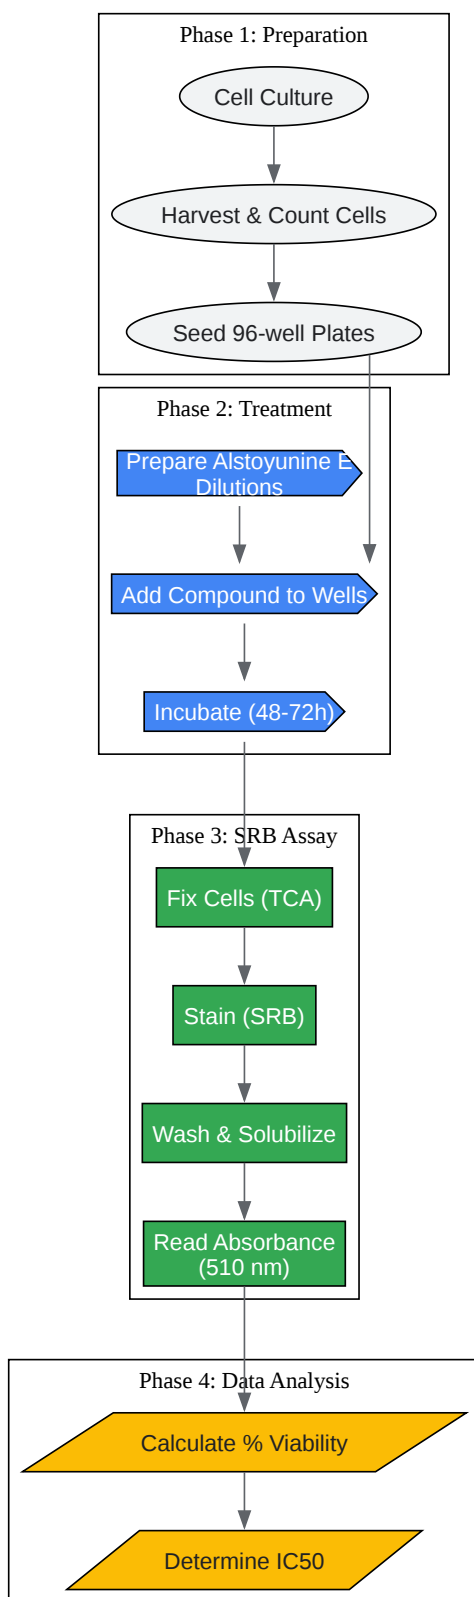 Phase 1: Preparation
Cell Culture
Harvest & Count Cells
Seed 96-well Plates
Phase 2: Treatment
Prepare Alstoyunine E
Dilutions
Add Compound to Wells
Incubate (48-72h)
Phase 3: SRB Assay
Fix Cells (TCA)
Stain (SRB)
Wash & Solubilize
Read Absorbance
(510 nm)
Phase 4: Data Analysis
Calculate % Viability
Determine IC50